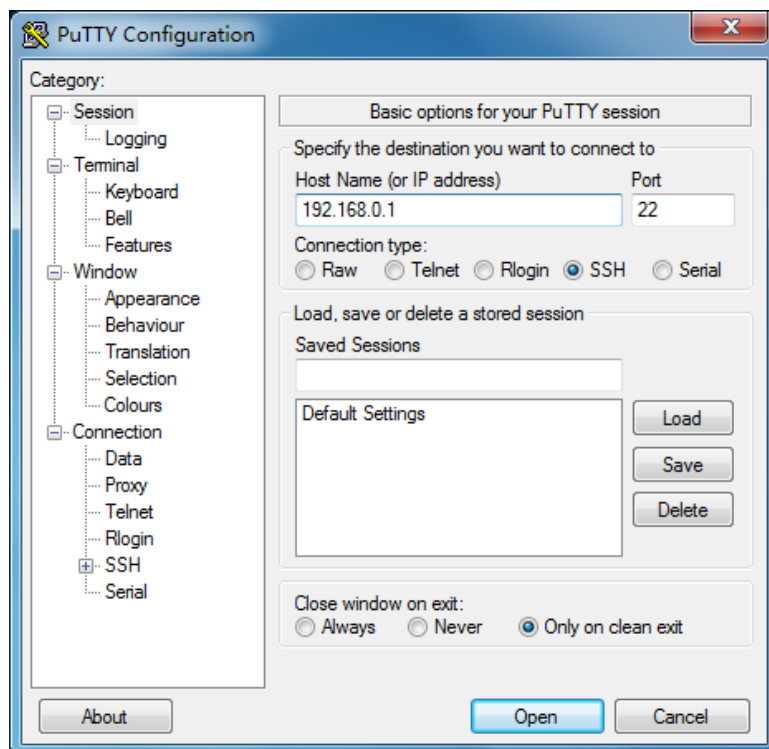 PuTTY Configuration
Category:
Session
Logging
Terminal
Keyboard
Bell
Features
Window
Appearance
Behaviour
Translation
Selection
Colours
Connection
Data
Proxy
Telnet
Rlogin
SSH
Serial
Basic options for your PuTTY session
Specify the destination you want to connect to
Host Name (or IP address) Port
192.168.0.1 22
Connection type:
Raw Telnet Rlogin SSH Serial
Load, save or delete a stored session
Saved Sessions
Default Settings
Load
Save
Delete
Close window on exit:
Always Never Only on clean exit
About Open Cancel